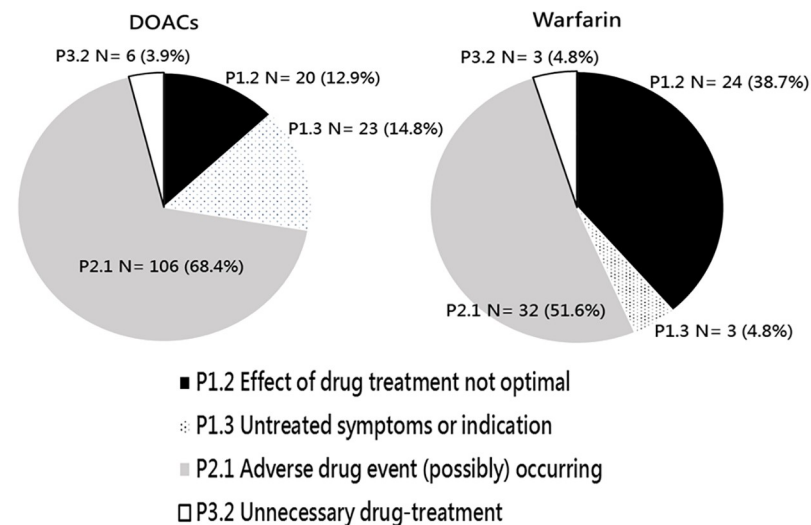 DOACs
P3.2 N= 6 (3.9%)
P1.2 N= 20 (12.9%)
P1.3 N= 23 (14.8%)
P2.1 N= 106 (68.4%)
Warfarin
P3.2 N= 3 (4.8%)
P1.2 N= 24 (38.7%)
P2.1 N= 32 (51.6%)
P1.3 N= 3 (4.8%)
P1.2 Effect of drug treatment not optimal
P1.3 Untreated symptoms or indication
P2.1 Adverse drug event (possibly) occurring
P3.2 Unnecessary drug-treatment